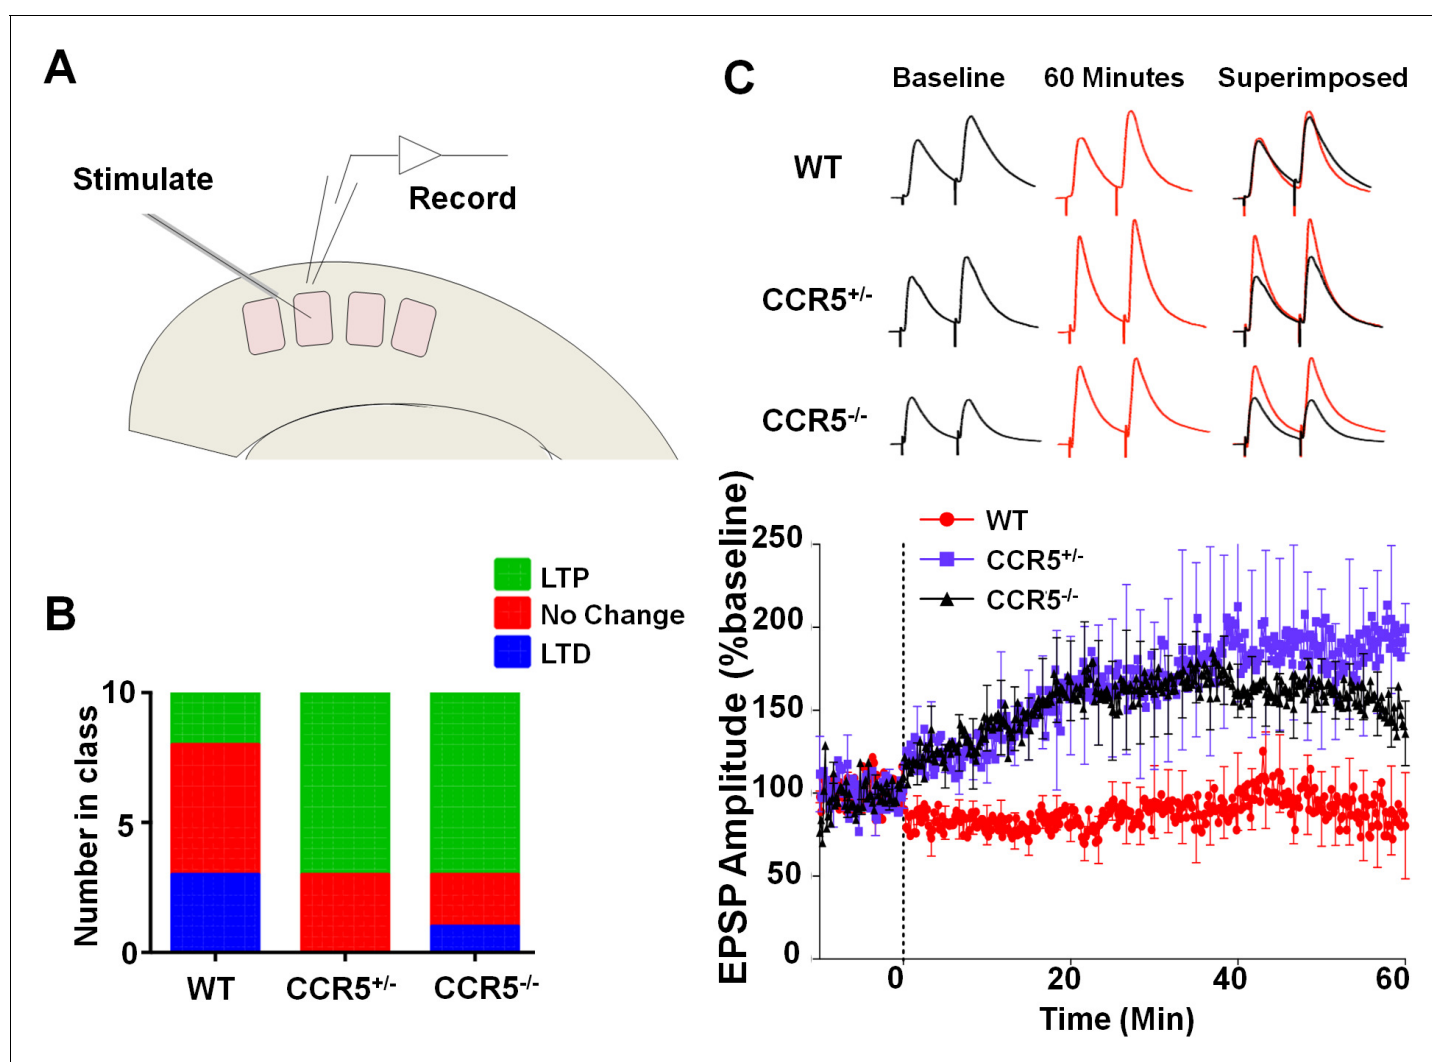 A
Stimulate
Record
B
LTP
No Change
LTD
Number in class
10
5
0
WT
CCR5+/-
CCR5-/-
C
Baseline
60 Minutes
Superimposed
WT
CCR5+/-
CCR5-/-
WT
CCR5+/-
CCR5-/-
EPSP Amplitude (%baseline)
250
200
150
100
50
0
0
20
40
60
Time (Min)